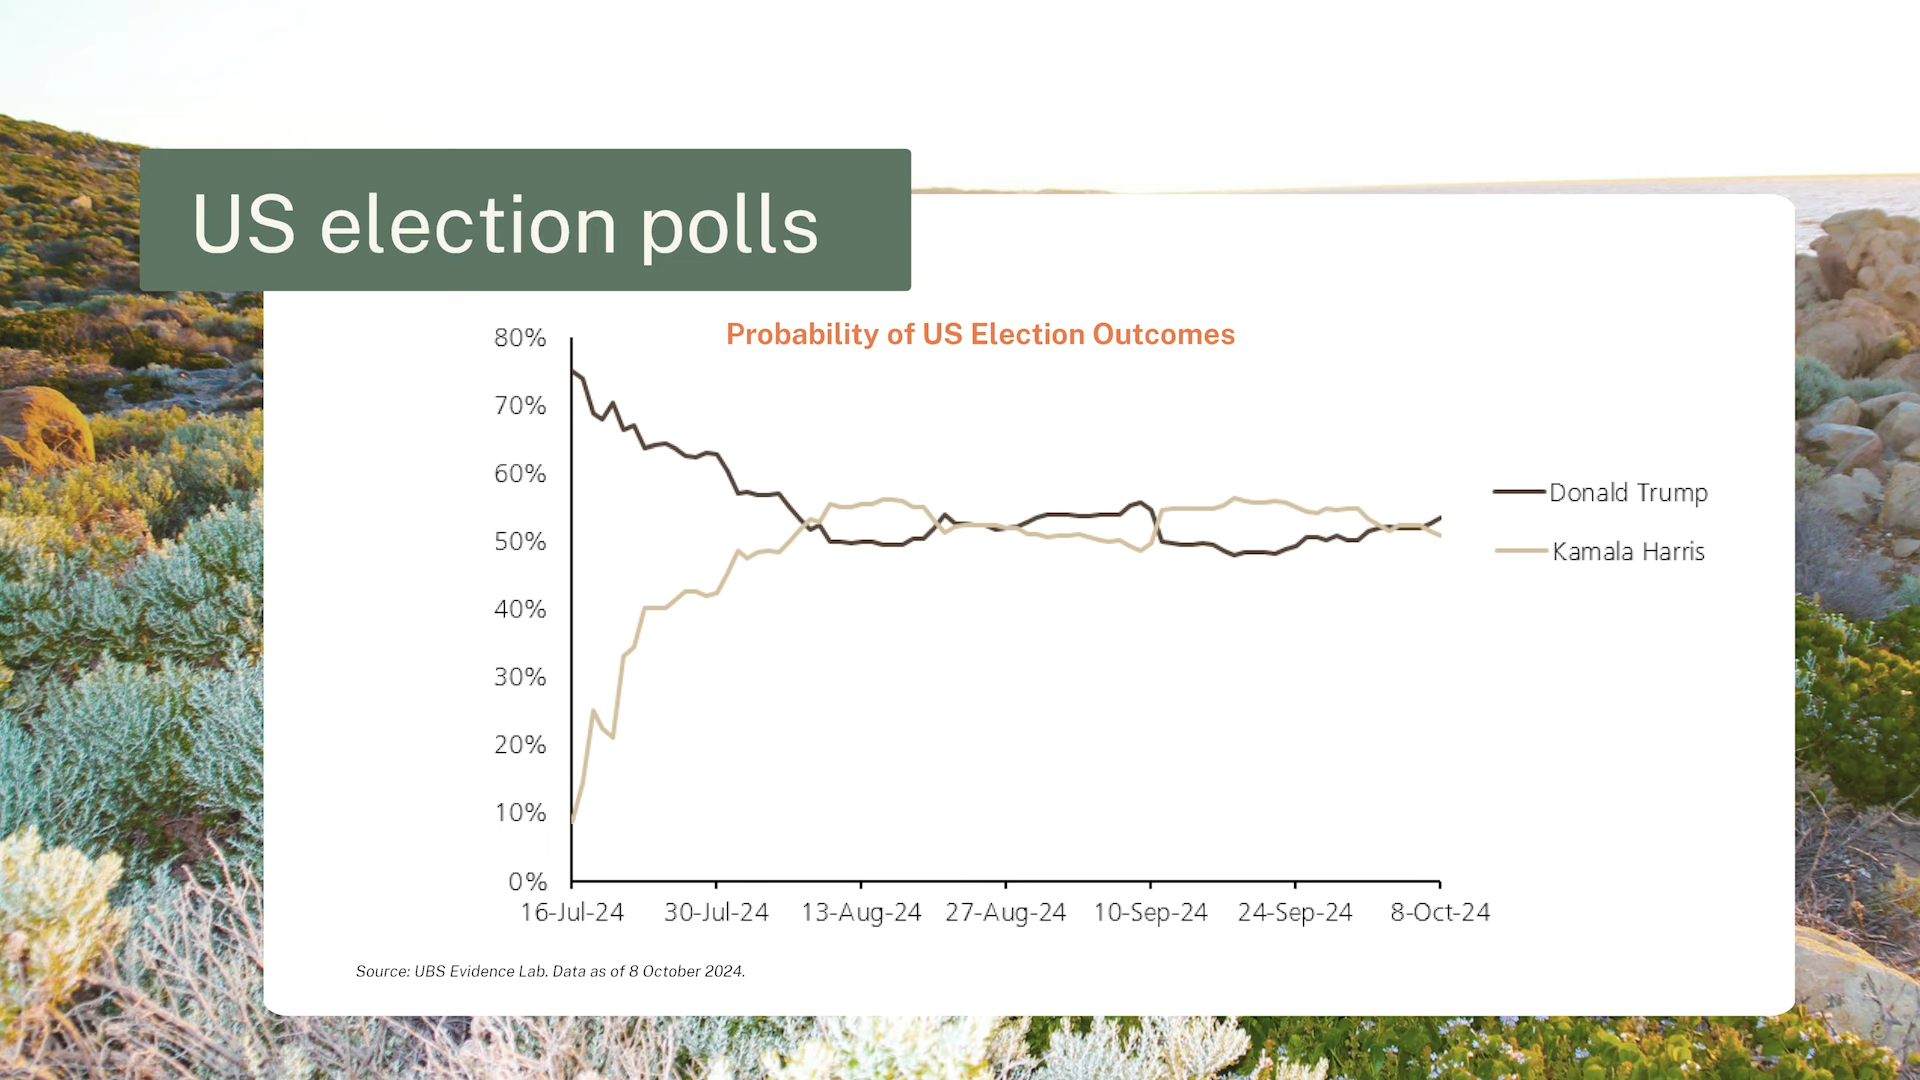 US election polls
Probability of US Election Outcomes
80%
70%
60%
50%
40%
30%
20%
10%
0%
16-Jul-24 30-Jul-24 13-Aug-24 27-Aug-24 10-Sep-24 24-Sep-24 8-Oct-24
Donald Trump
Kamala Harris
Source: UBS Evidence Lab. Data as of 8 October 2024.